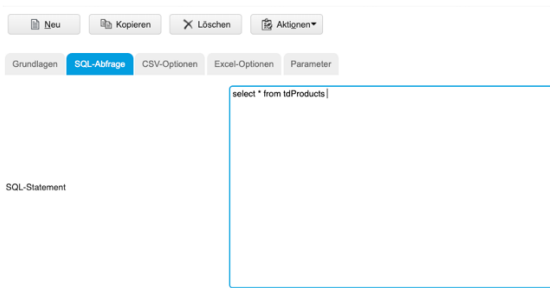 Neu Kopieren Löschen Aktionen
Grundlagen SQL-Abfrage CSV-Optionen Excel-Optionen Parameter
select * from tdProducts
SQL-Statement